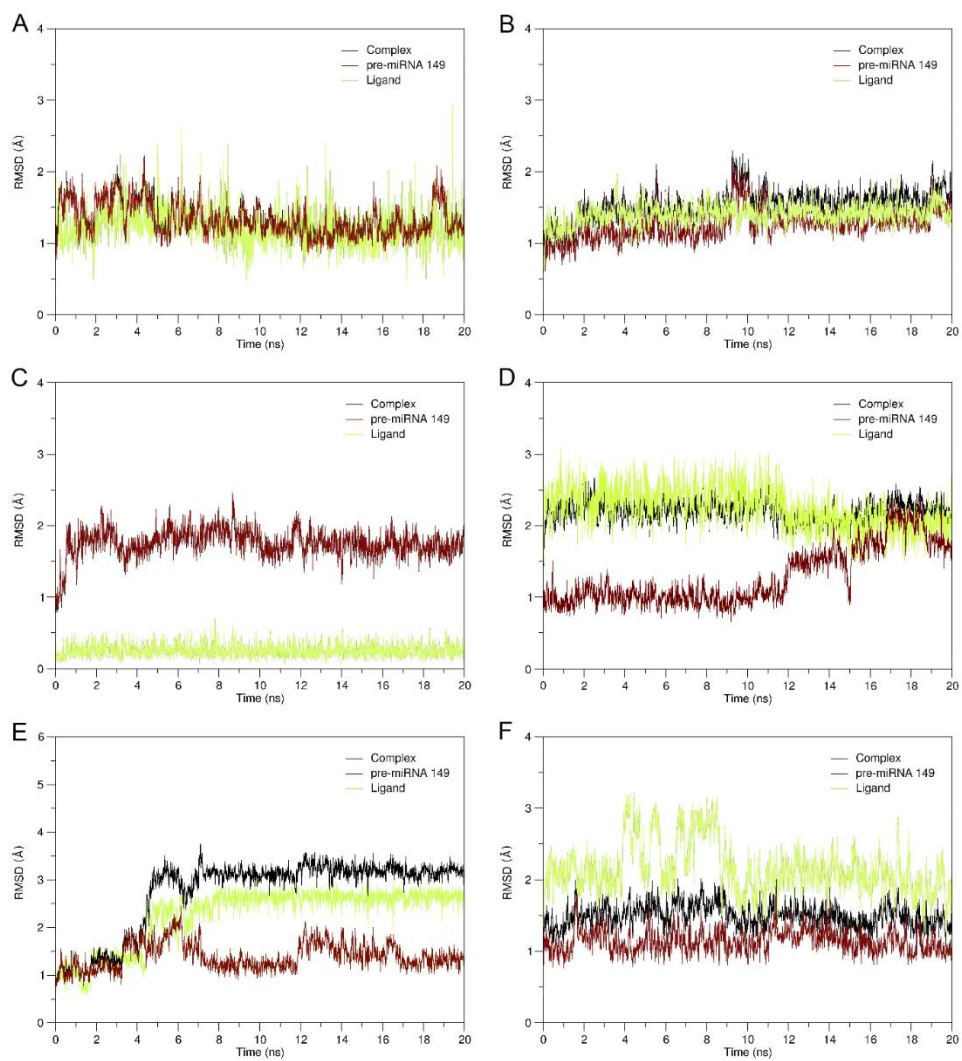 A
4
3
2
1
0
RMSD (Å)
Complex
pre-miRNA 149
Ligand
0 2 4 6 8 10 12 14 16 18 20
Time (ns)
B
4
3
2
1
0
RMSD (Å)
Complex
pre-miRNA 149
Ligand
0 2 4 6 8 10 12 14 16 18 20
Time (ns)
C
4
3
2
1
0
RMSD (Å)
Complex
pre-miRNA 149
Ligand
0 2 4 6 8 10 12 14 16 18 20
Time (ns)
D
4
3
2
1
0
RMSD (Å)
Complex
pre-miRNA 149
Ligand
0 2 4 6 8 10 12 14 16 18 20
Time (ns)
E
6
5
4
3
2
1
0
RMSD (Å)
Complex
pre-miRNA 149
Ligand
0 2 4 6 8 10 12 14 16 18 20
Time (ns)
F
4
3
2
1
0
RMSD (Å)
Complex
pre-miRNA 149
Ligand
0 2 4 6 8 10 12 14 16 18 20
Time (ns)